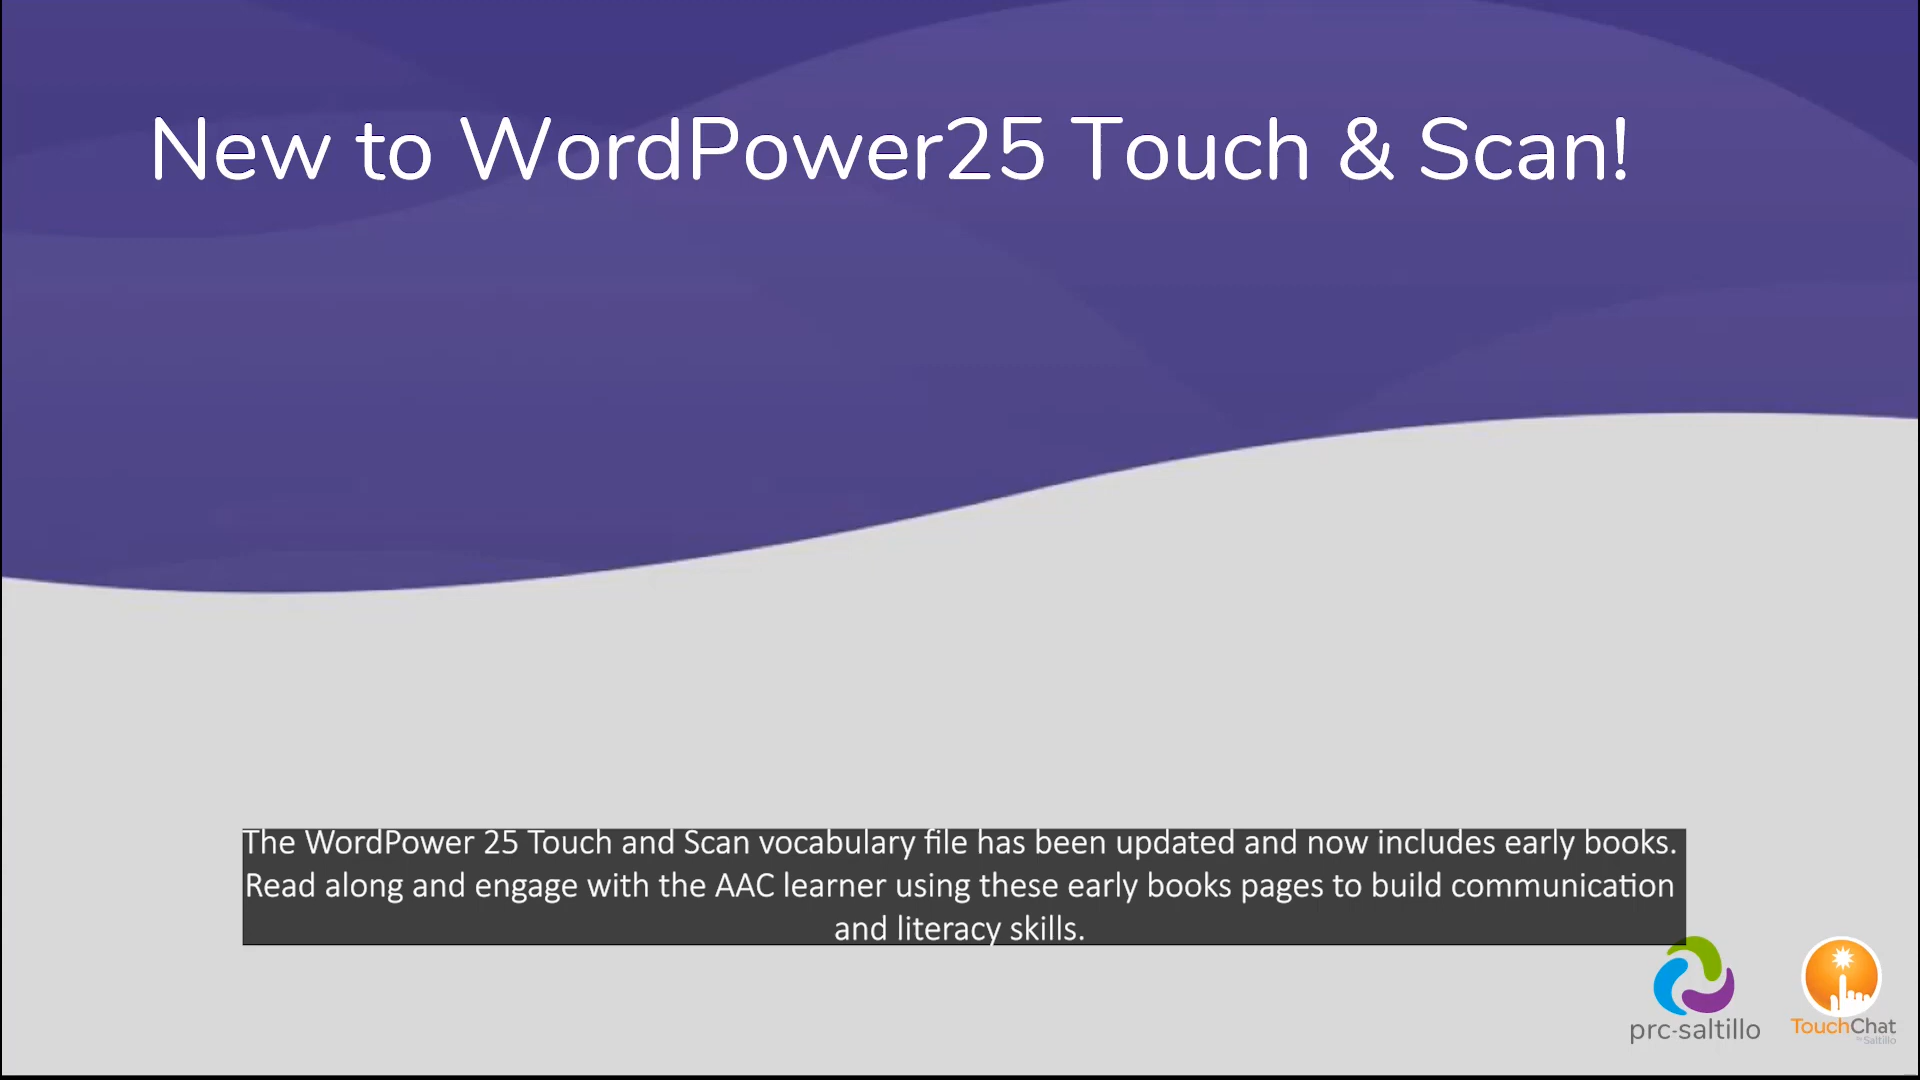 New to WordPower25 Touch & Scan!
The WordPower 25 Touch and Scan vocabulary file has been updated and now includes early books.
Read along and engage with the AAC learner using these early books pages to build communication
and literacy skills.
prc-saltillo
TouchChat
by Saltillo